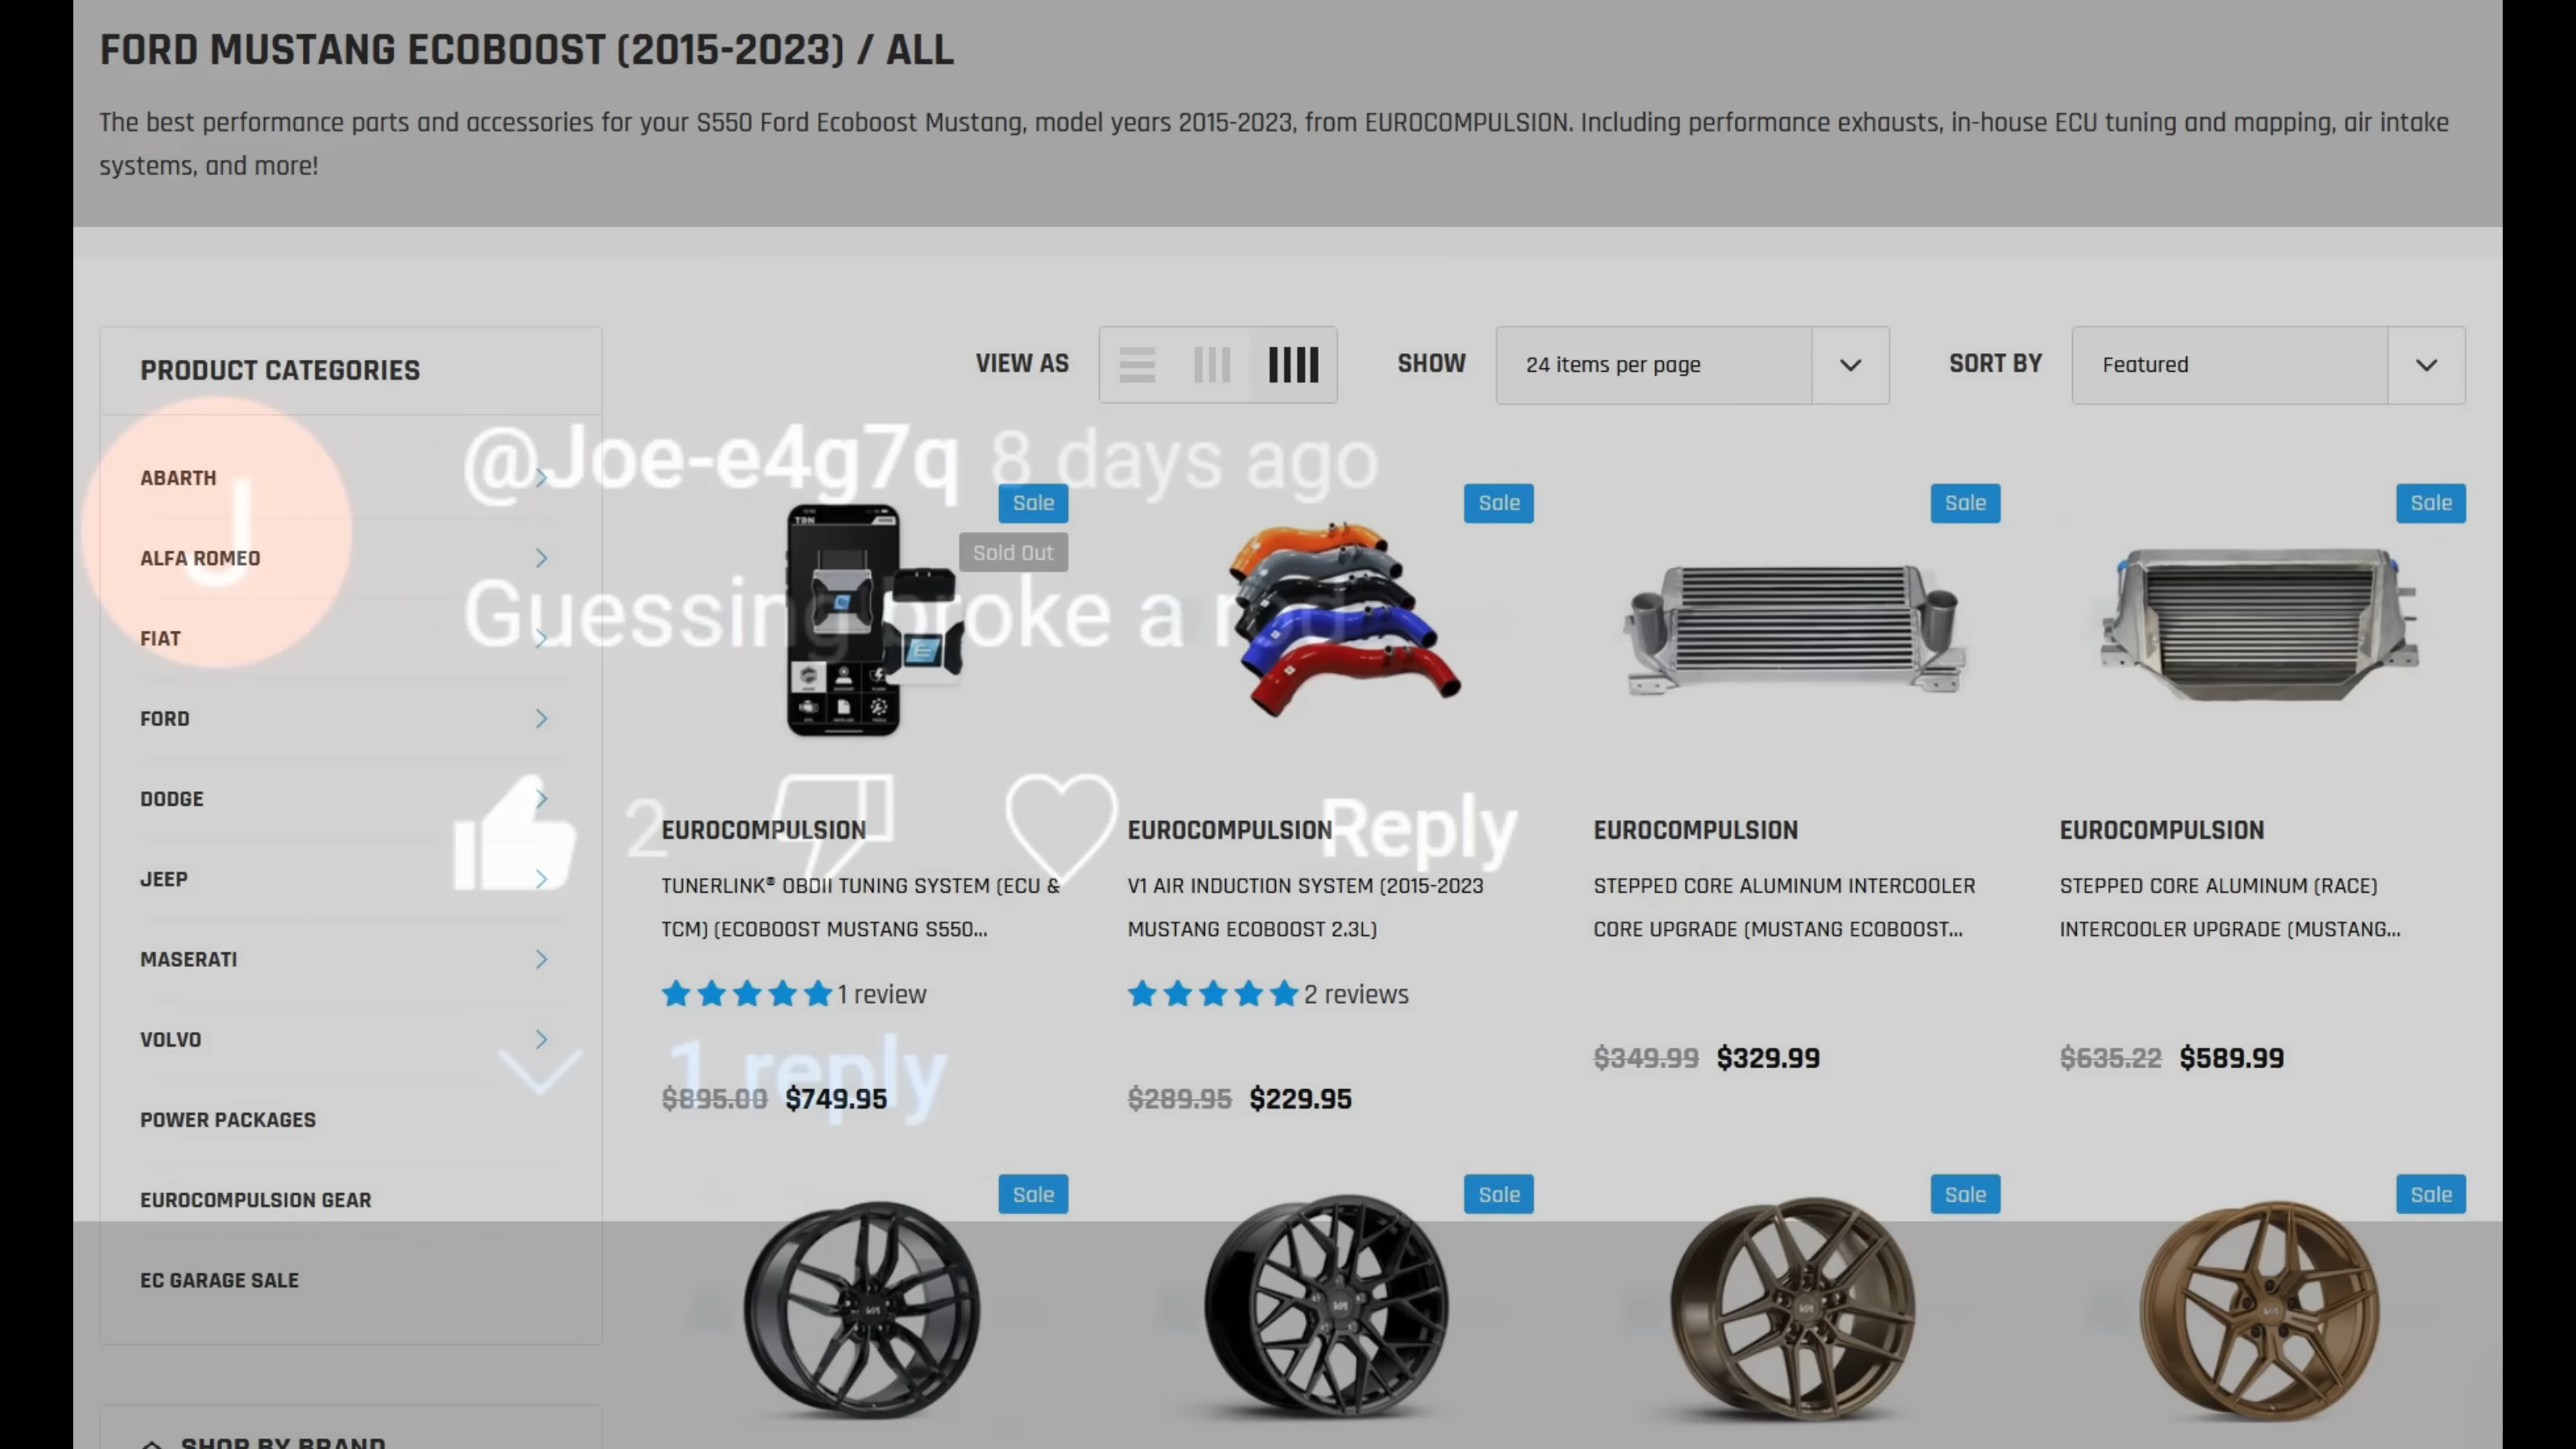 FORD MUSTANG ECOBOOST (2015-2023) / ALL
The best performance parts and accessories for your S550 Ford Ecoboost Mustang, model years 2015-2023, from EUROCOMPULSION. Including performance exhausts, in-house ECU tuning and mapping, air intake
systems, and more!
PRODUCT CATEGORIES
ABARTH
ALFA ROMEO
FIAT
FORD
DODGE
JEEP
MASERATI
VOLVO
POWER PACKAGES
EUROCOMPULSION GEAR
EC GARAGE SALE
SHOP BY BRAND
VIEW AS
SHOW
24 items per page
SORT BY
Featured
J
@Joe-e4g7q 8 days ago
Guessing broke a rod
2
Reply
1 reply
Sale
Sold Out
Sale
Sale
Sale
EUROCOMPULSION
TUNERLINK® OBDII TUNING SYSTEM (ECU &
TCM) (ECOBOOST MUSTANG S550...
1 review
$895.00 $749.95
EUROCOMPULSION
V1 AIR INDUCTION SYSTEM (2015-2023
MUSTANG ECOBOOST 2.3L)
2 reviews
$289.95 $229.95
EUROCOMPULSION
STEPPED CORE ALUMINUM INTERCOOLER
CORE UPGRADE (MUSTANG ECOBOOST...
$349.99 $329.99
EUROCOMPULSION
STEPPED CORE ALUMINUM (RACE)
INTERCOOLER UPGRADE (MUSTANG...
$635.22 $589.99
Sale
Sale
Sale
Sale